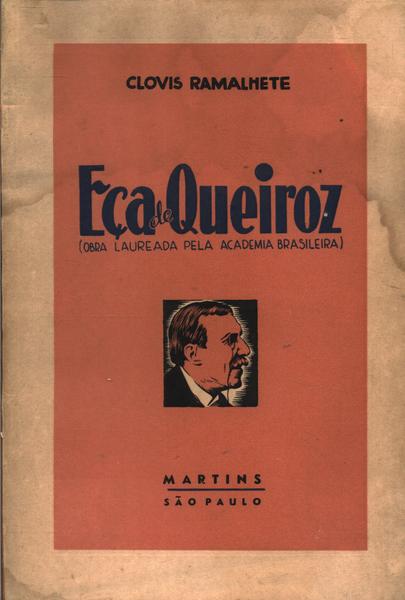 CLOVIS RAMALHETE
Eça de Queiroz
(OBRA LAUREADA PELA ACADEMIA BRASILEIRA)
MARTINS
SÃO PAULO